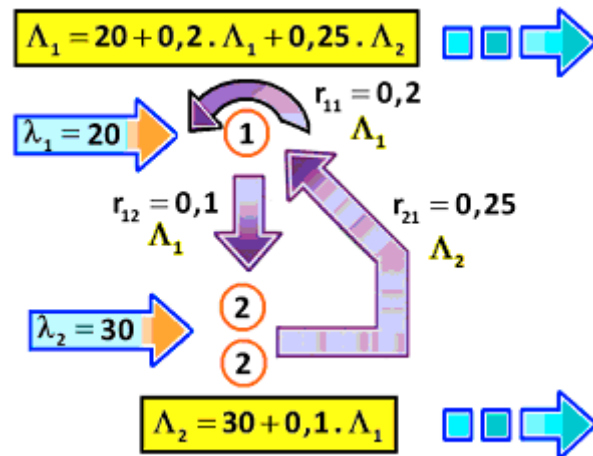 Λ₁ = 20 + 0,2 . Λ₁ + 0,25 . Λ₂
r₁₁ = 0,2
Λ₁
λ₁ = 20
1
r₁₂ = 0,1
Λ₁
r₂₁ = 0,25
Λ₂
2
λ₂ = 30
2
Λ₂ = 30 + 0,1 . Λ₁